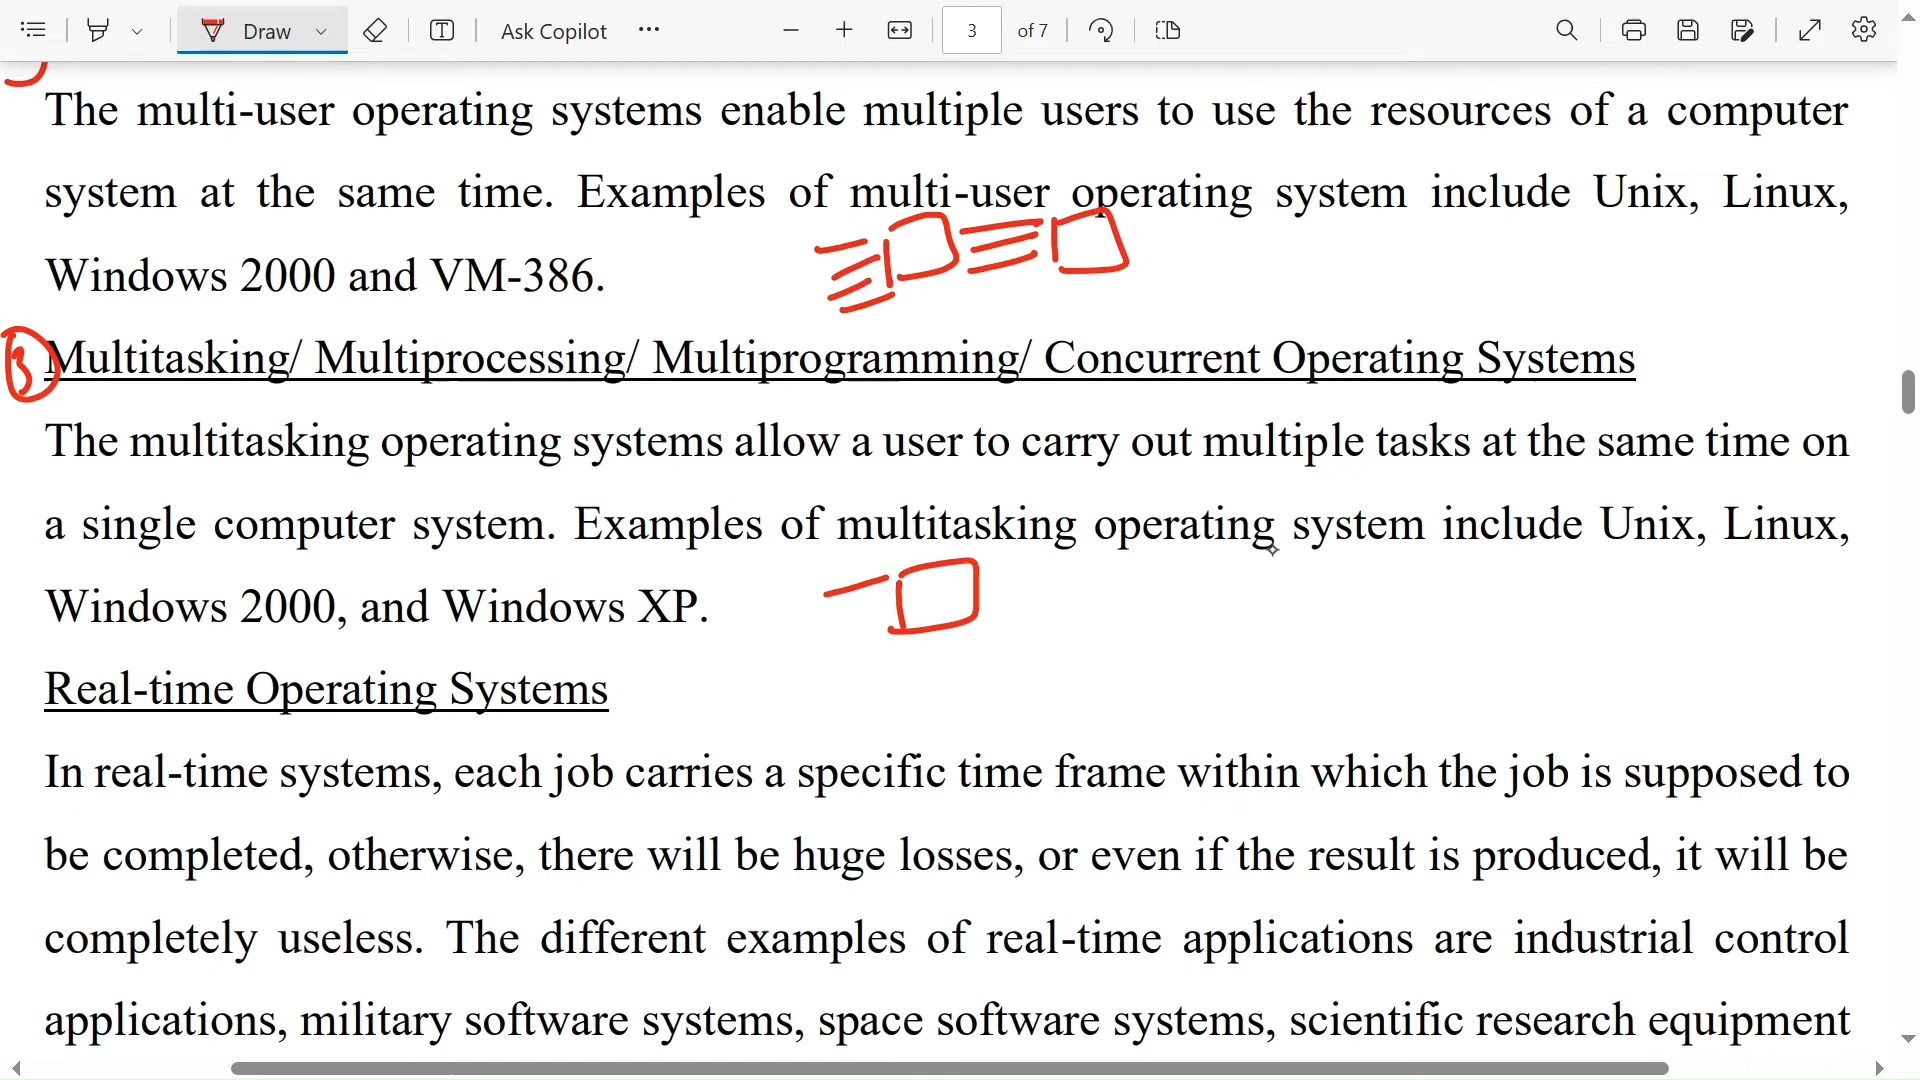 Draw
Ask Copilot
3 of 7
The multi-user operating systems enable multiple users to use the resources of a computer
system at the same time. Examples of multi-user operating system include Unix, Linux,
Windows 2000 and VM-386.
3
Multitasking/ Multiprocessing/ Multiprogramming/ Concurrent Operating Systems
The multitasking operating systems allow a user to carry out multiple tasks at the same time on
a single computer system. Examples of multitasking operating system include Unix, Linux,
Windows 2000, and Windows XP.
Real-time Operating Systems
In real-time systems, each job carries a specific time frame within which the job is supposed to
be completed, otherwise, there will be huge losses, or even if the result is produced, it will be
completely useless. The different examples of real-time applications are industrial control
applications, military software systems, space software systems, scientific research equipment